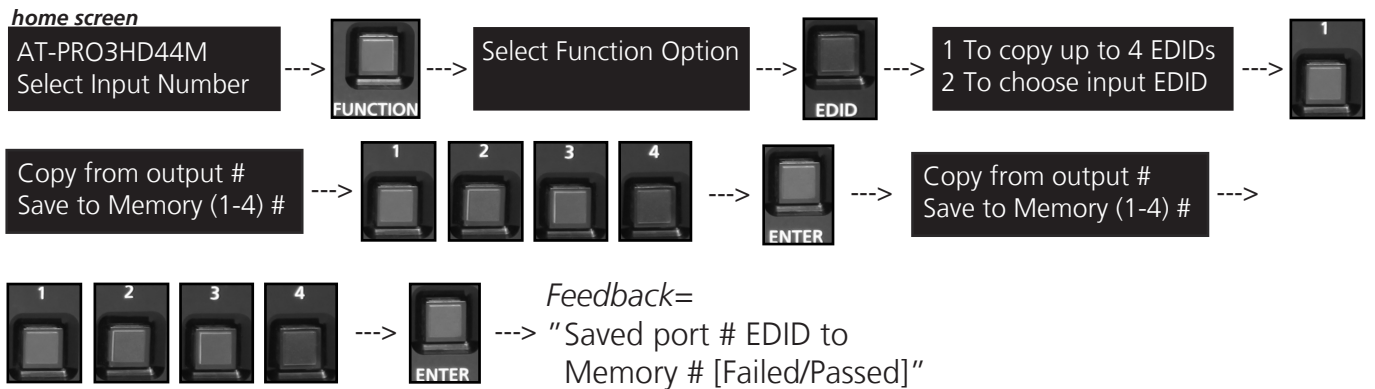 home screen
AT-PRO3HD44M
Select Input Number
--->
FUNCTION
--->
Select Function Option
--->
EDID
--->
1 To copy up to 4 EDIDs
2 To choose input EDID
--->
1
Copy from output #
Save to Memory (1-4) #
--->
1 2 3 4
--->
ENTER
--->
Copy from output #
Save to Memory (1-4) #
--->
1 2 3 4
--->
ENTER
--->
Feedback=
"Saved port # EDID to
Memory # [Failed/Passed]"